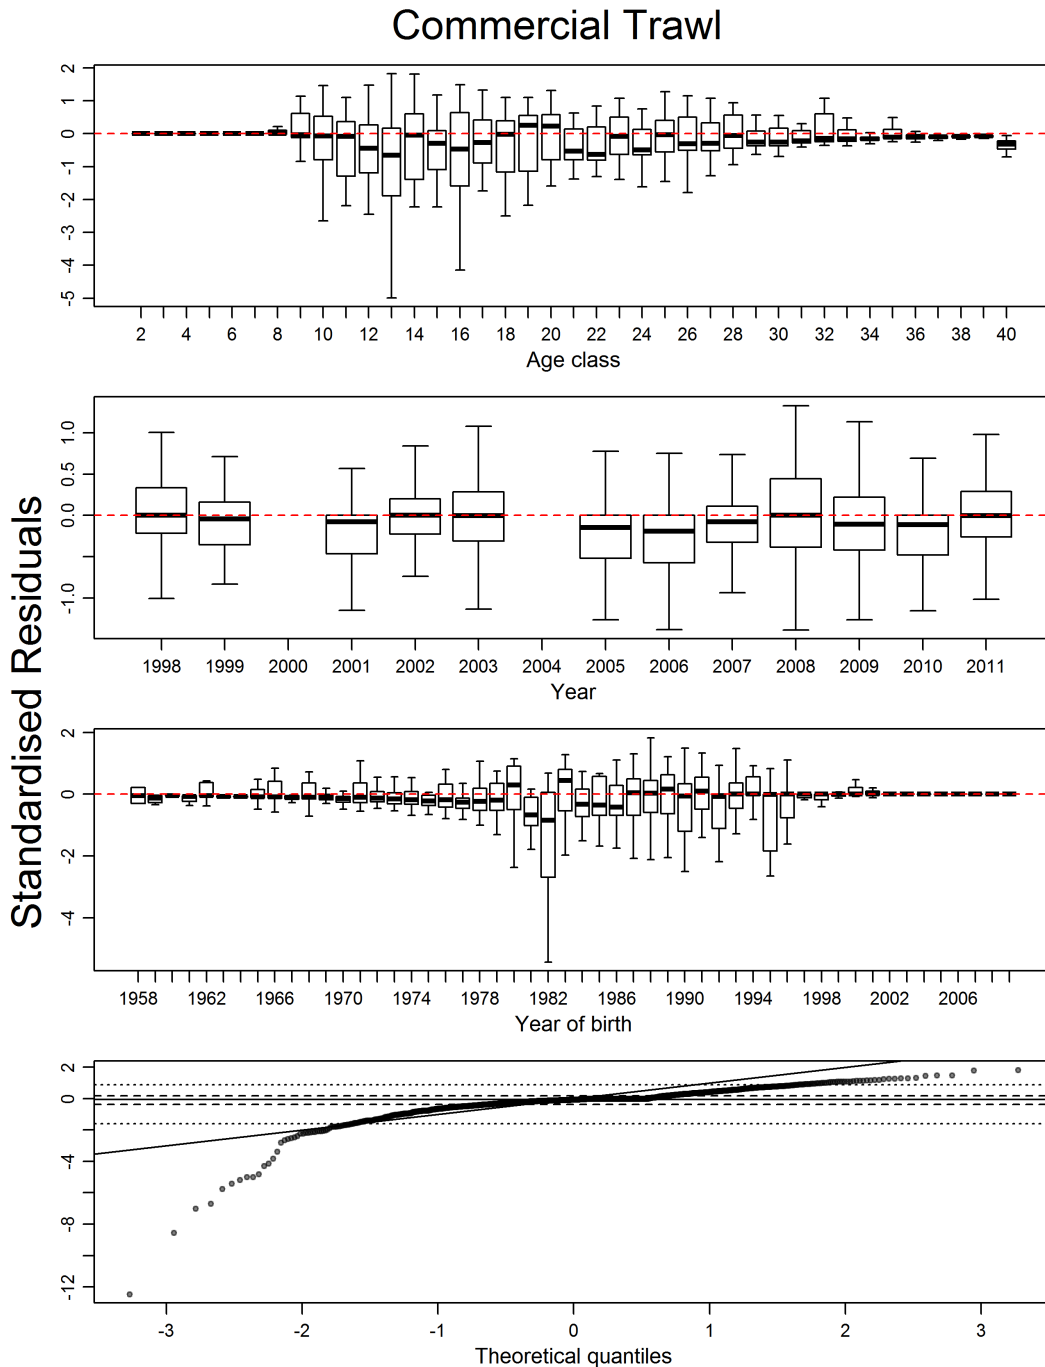 Commercial Trawl
Standardised Residuals
2
1
0
-1
-2
-3
-4
-5
2 4 6 8 10 12 14 16 18 20 22 24 26 28 30 32 34 36 38 40
Age class
1.0
0.5
0.0
-1.0
1998 1999 2000 2001 2002 2003 2004 2005 2006 2007 2008 2009 2010 2011
Year
2
0
-2
-4
1958 1962 1966 1970 1974 1978 1982 1986 1990 1994 1998 2002 2006
Year of birth
2
0
-4
-8
-12
-3 -2 -1 0 1 2 3
Theoretical quantiles